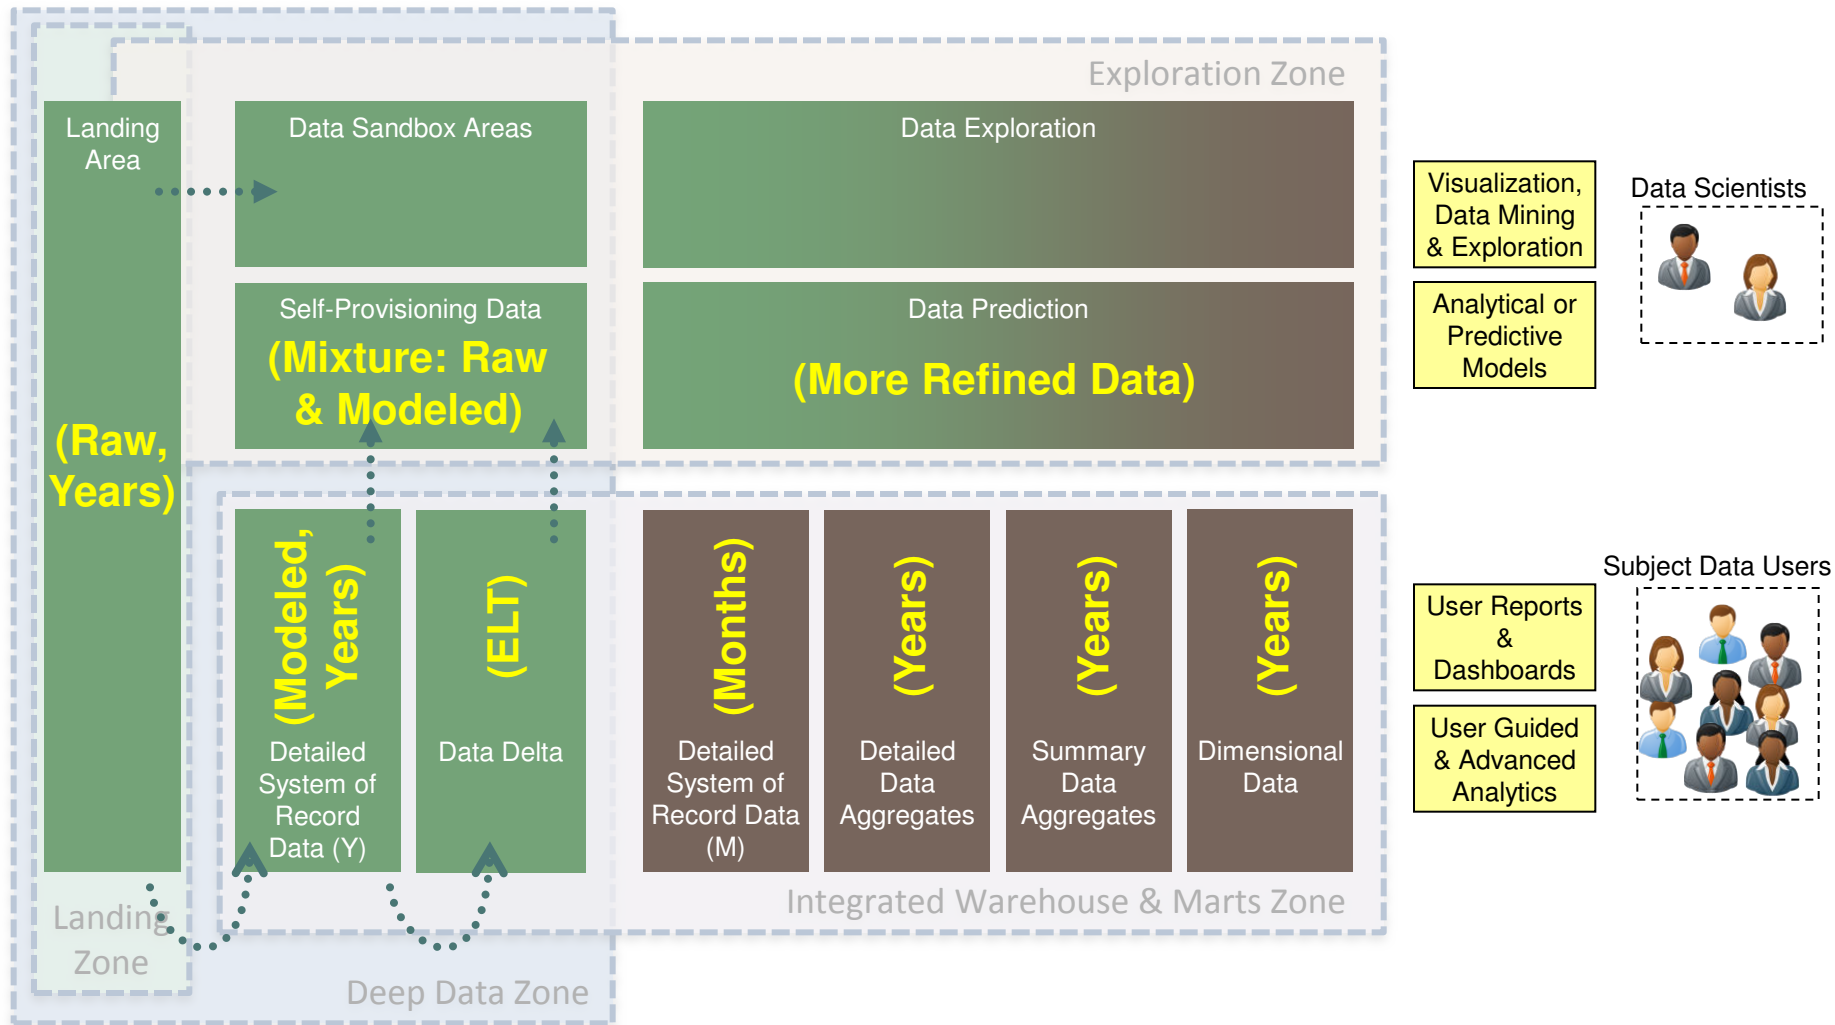 Exploration Zone
Landing
Area
(Raw,
Years)
Data Sandbox Areas
Data Exploration
Self-Provisioning Data
(Mixture: Raw
& Modeled)
Data Prediction
(More Refined Data)
Visualization,
Data Mining
& Exploration
Analytical or
Predictive
Models
Data Scientists
(Modeled,
Years)
Detailed
System of
Record
Data (Y)
(ELT)
Data Delta
(Months)
Detailed
System of
Record Data
(M)
(Years)
Detailed
Data
Aggregates
(Years)
Summary
Data
Aggregates
(Years)
Dimensional
Data
Subject Data Users
User Reports
&
Dashboards
User Guided
& Advanced
Analytics
Integrated Warehouse & Marts Zone
Landing
Zone
Deep Data Zone